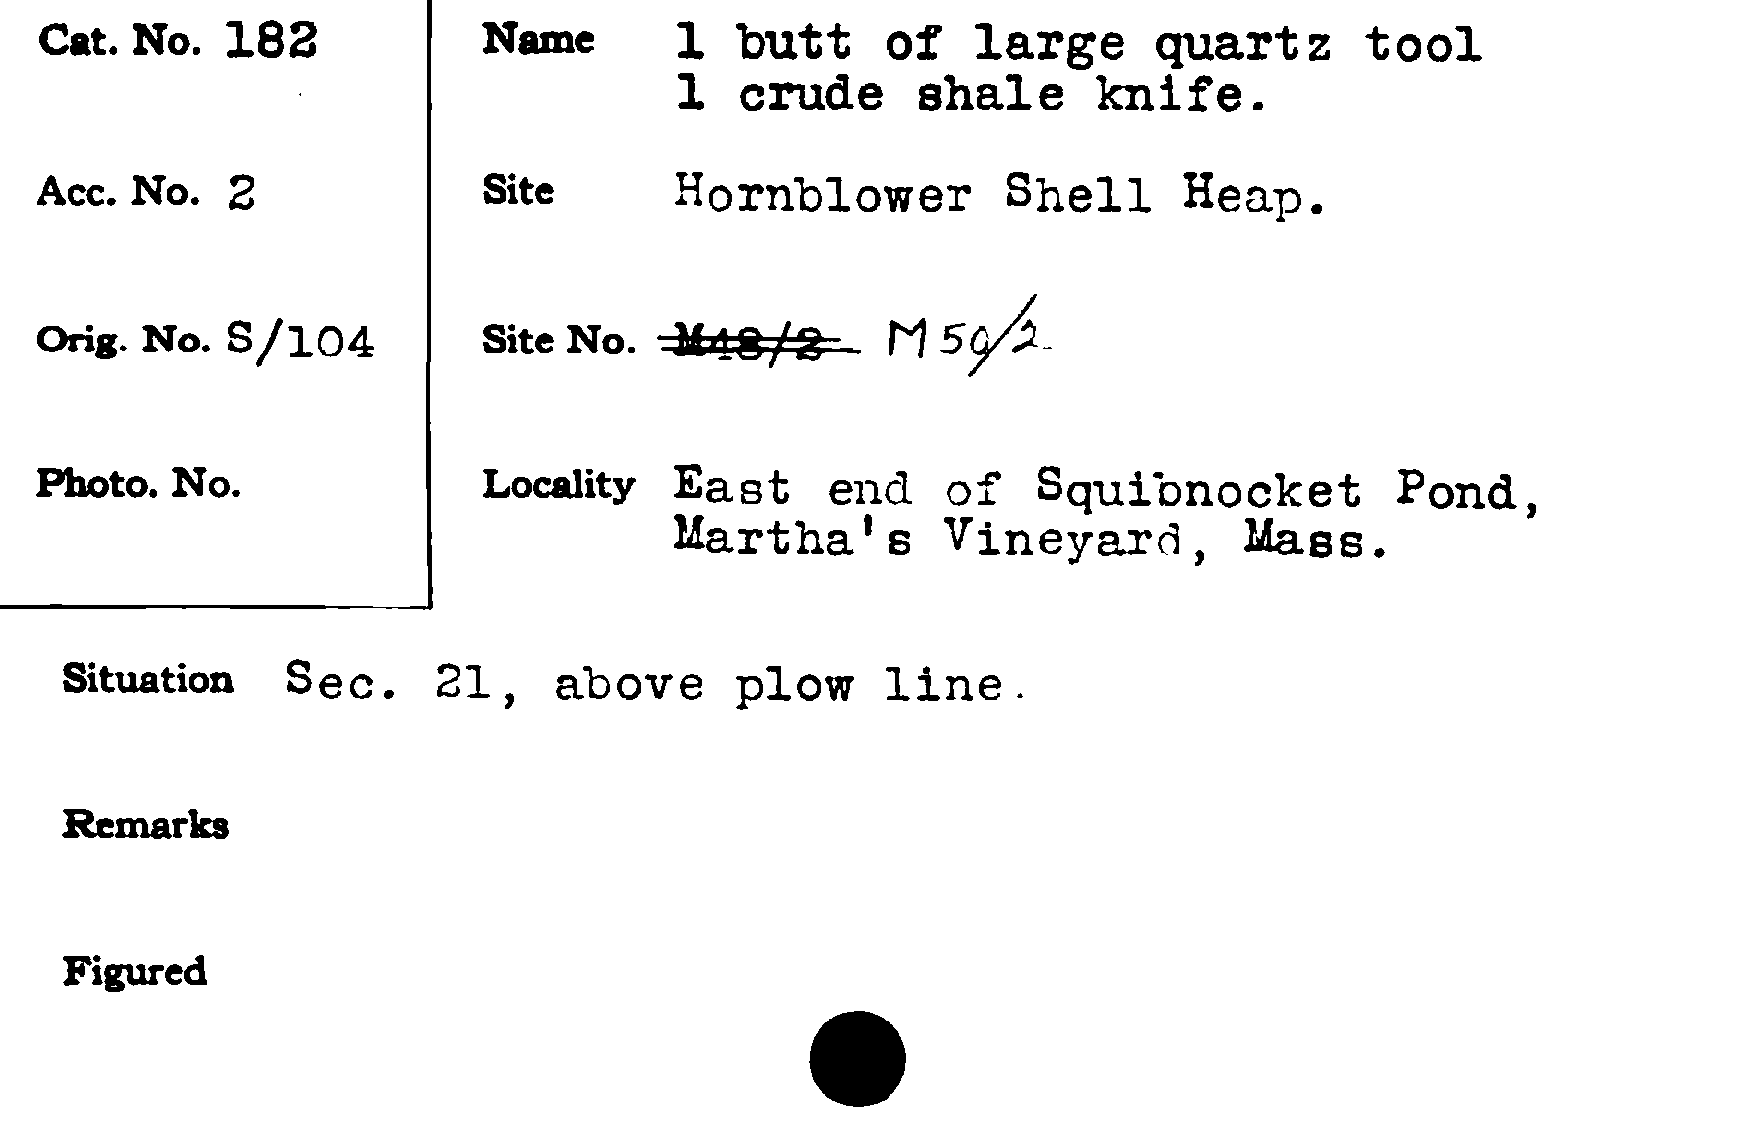 Cat. No. 182
Name 1 butt of large quartz tool
1 crude shale knife.
Acc. No. 2
Site Hornblower Shell Heap.
Orig. No. S/104
Site No. M48/2 M50/2
Photo. No.
Locality East end of Squibnocket Pond,
Martha's Vineyard, Mass.
Situation Sec. 21, above plow line.
Remarks
Figured